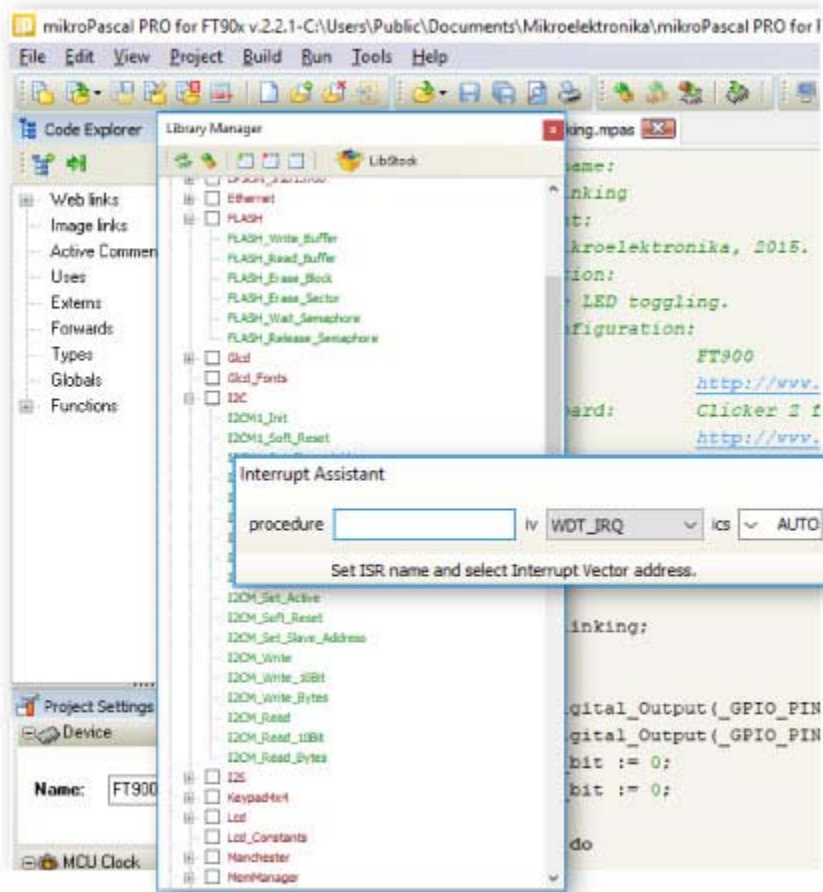 mikroPascal PRO for FT90x v.2.2.1-C:\Users\Public\Documents\Mikroelektronika\mikroPascal PRO for
File Edit View Project Build Run Tools Help
Code Explorer
Web links
Image links
Active Commen
Uses
Externs
Forwards
Types
Globals
Functions
Project Settings
Device
Name: FT900
MCU Clock
Library Manager
LibStock
Ethernet
FLASH
FLASH_Write_Buffer
FLASH_Read_Buffer
FLASH_Erase_Block
FLASH_Erase_Sector
FLASH_Wait_Semaphore
FLASH_Release_Semaphore
Glcd
Glcd_Fonts
I2C
I2CM1_Init
I2CM1_Soft_Reset
I2CM_Set_Active
I2CM_Soft_Reset
I2CM_Set_Slave_Address
I2CM_Write
I2CM_Write_10Bit
I2CM_Write_Bytes
I2CM_Read
I2CM_Read_10Bit
I2CM_Read_Bytes
I2S
Keypad4x4
Lcd
Lcd_Constants
Manchester
MemManager
Interrupt Assistant
procedure iv WDT_IRQ ics AUTO
Set ISR name and select Interrupt Vector address.
king.mpas
ame:
nking
t:
kroelektronika, 2015.
ion:
LED toggling.
figuration:
FT900
http://www.
ard: Clicker 2 f
http://www.
inking;
gital_Output(_GPIO_PIN
gital_Output(_GPIO_PIN
bit := 0;
bit := 0;
do